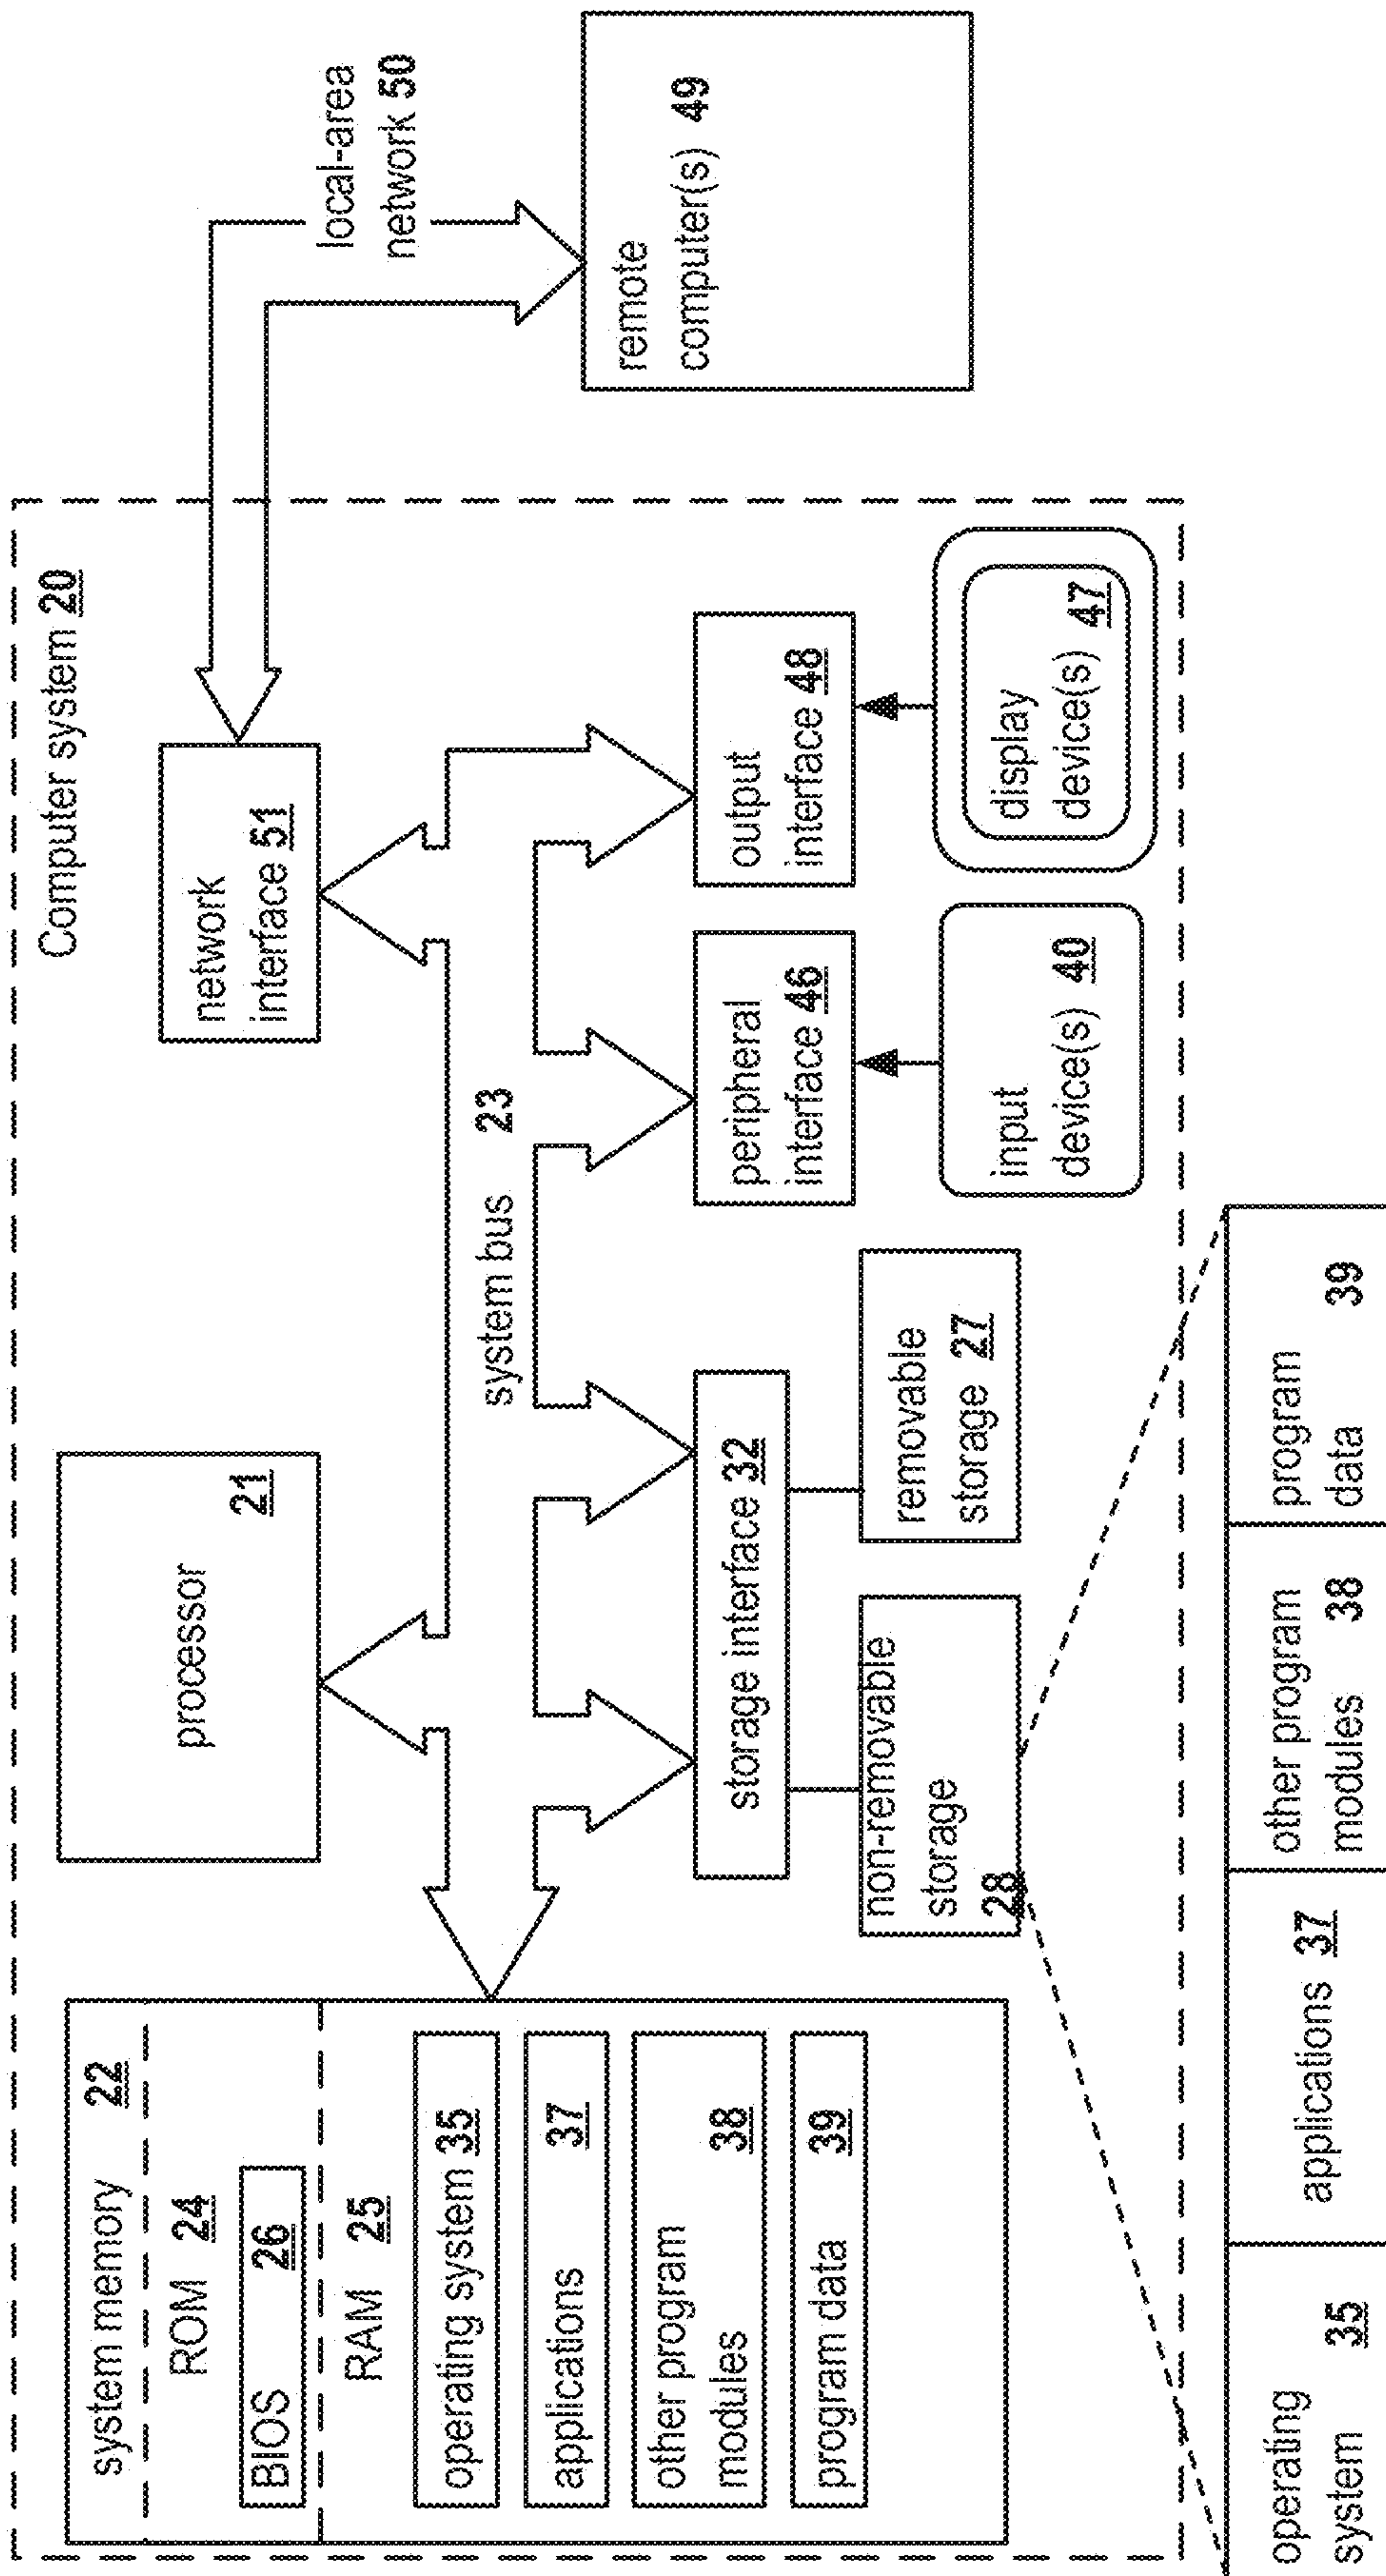 Computer system 20
system memory 22
ROM 24
BIOS 26
RAM 25
operating system 35
applications 37
other program
modules 38
program data 39
processor
21
network
interface 51
local-area
network 50
system bus 23
storage interface 32
peripheral
interface 46
output
interface 48
remote
computer(s) 49
non-removable
storage
28
removable
storage 27
input
device(s) 40
display
device(s) 47
operating
system 35
applications 37
other program
modules 38
program
data 39